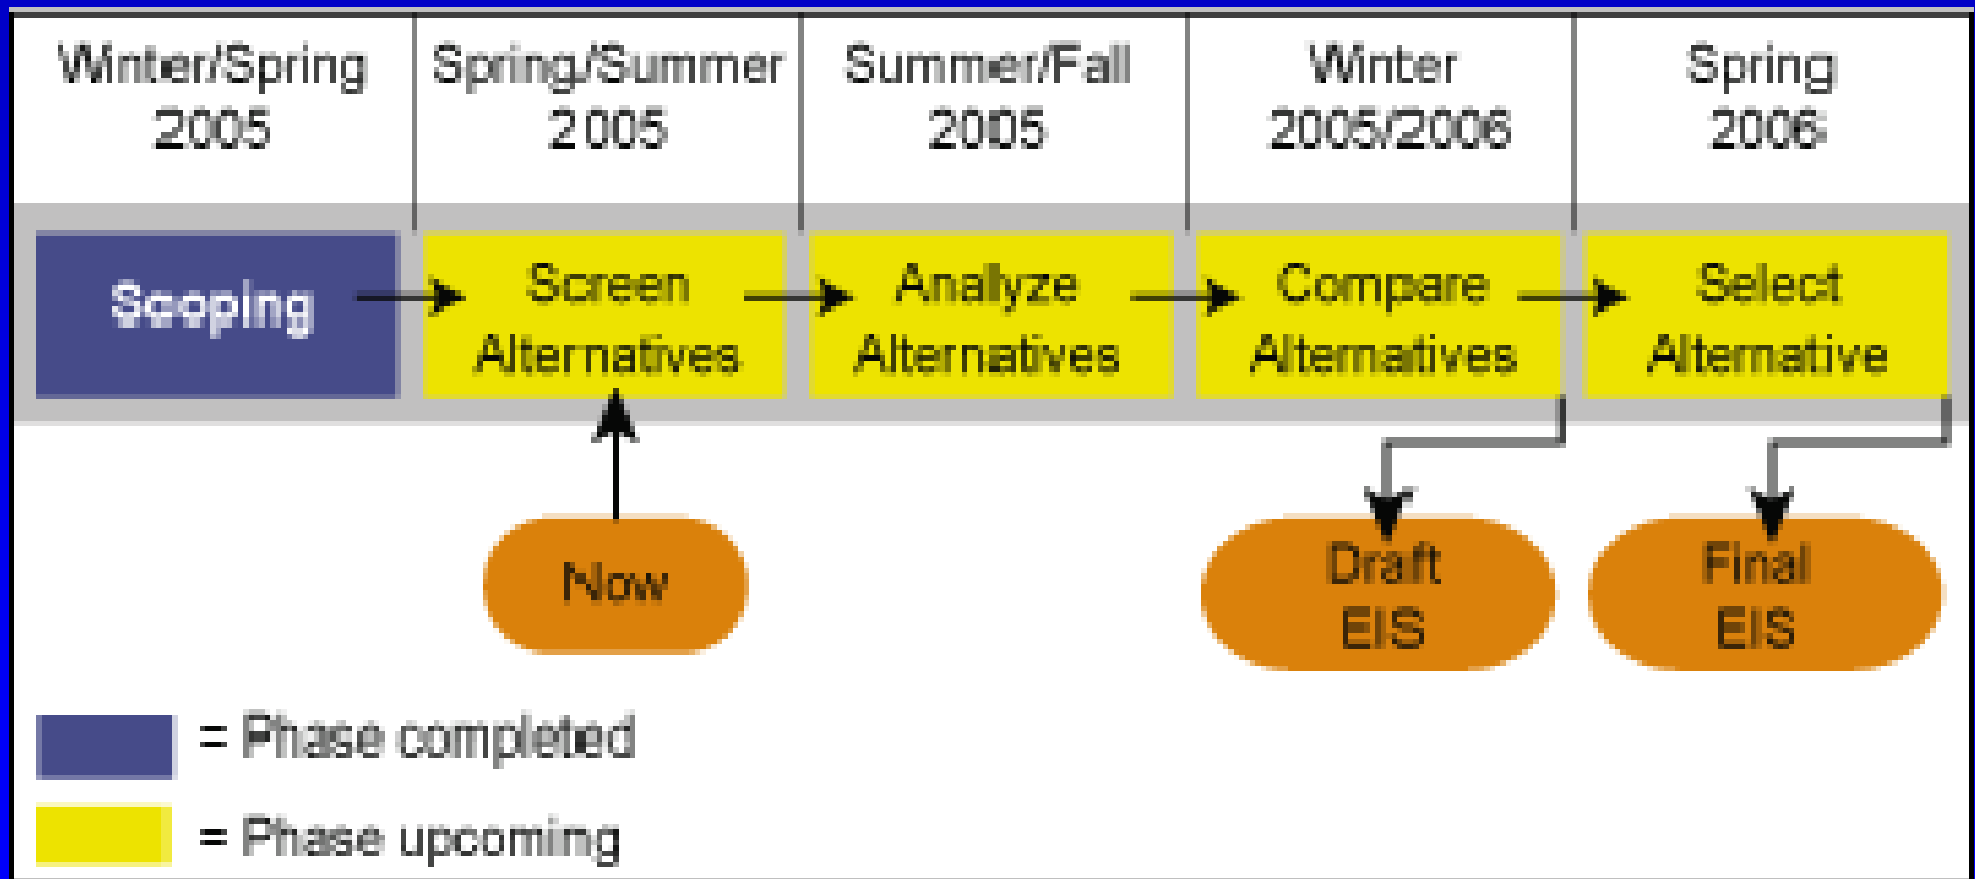 Winter/Spring
2005
Spring/Summer
2005
Summer/Fall
2005
Winter
2005/2006
Spring
2006
Scoping
Screen
Alternatives
Analyze
Alternatives
Compare
Alternatives
Select
Alternative
Now
Draft
EIS
Final
EIS
= Phase completed
= Phase upcoming